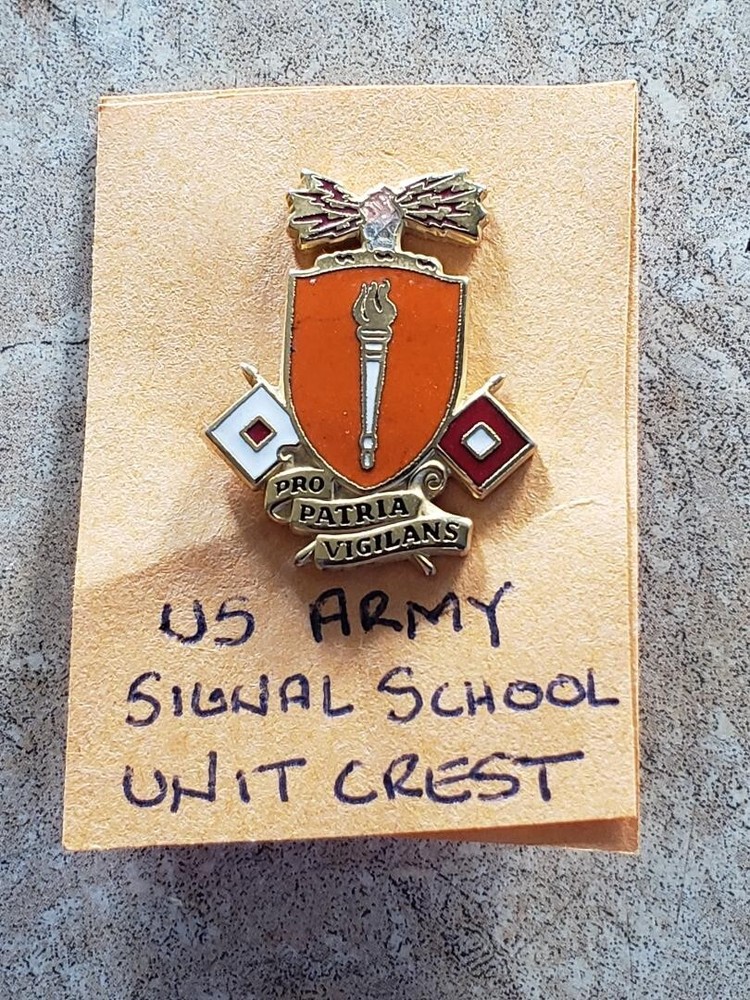 PRO
PATRIA
VIGILANS
US ARMY
SIGNAL SCHOOL
UNIT CREST